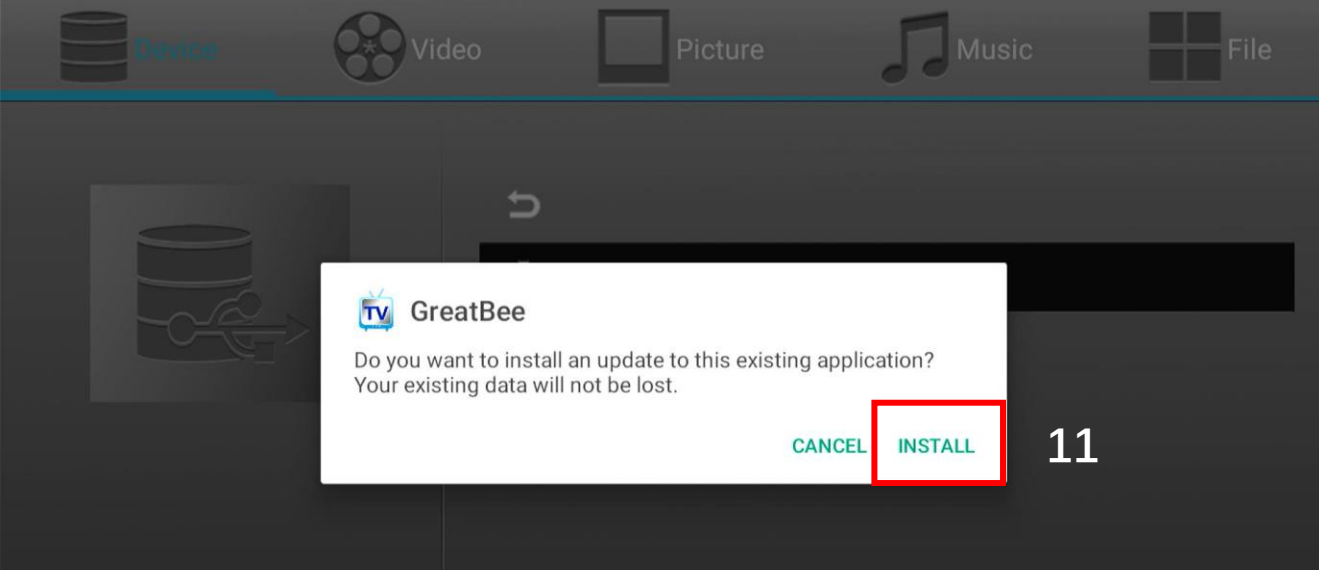 Device
Video
Picture
Music
File
TV
GreatBee
Do you want to install an update to this existing application?
Your existing data will not be lost.
CANCEL
INSTALL
11